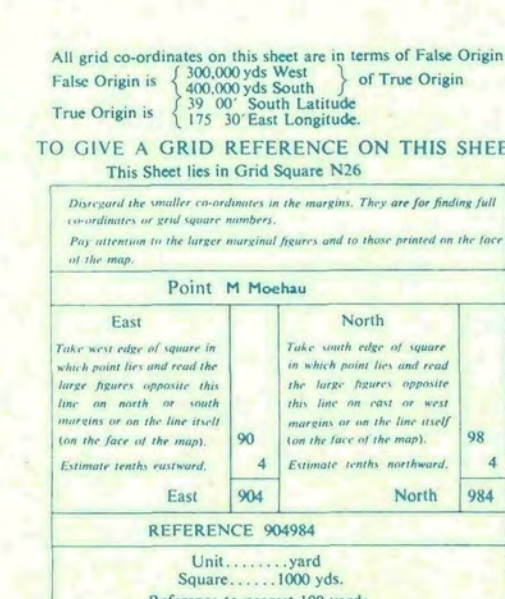 All grid co-ordinates on this sheet are in terms of False Origin
False Origin is { 300,000 yds West } of True Origin
400,000 yds South
True Origin is { 39 00' South Latitude
175 30' East Longitude.
TO GIVE A GRID REFERENCE ON THIS SHEE
This Sheet lies in Grid Square N26
Disregard the smaller co-ordinates in the margins. They are for finding full
co-ordinates or grid square numbers.
Pay attention to the larger marginal figures and to those printed on the face
of the map.
Point M Moehau
East
Take west edge of square in
which point lies and read the
large figures opposite this
line on north or south
margins or on the line itself
(on the face of the map). 90
Estimate tenths eastward. 4
East 904
North
Take south edge of square
in which point lies and read
the large figures opposite
this line on east or west
margins or on the line itself
(on the face of the map). 98
Estimate tenths northward. 4
North 984
REFERENCE 904984
Unit........yard
Square......1000 yds.
Reference to nearest 100 yards